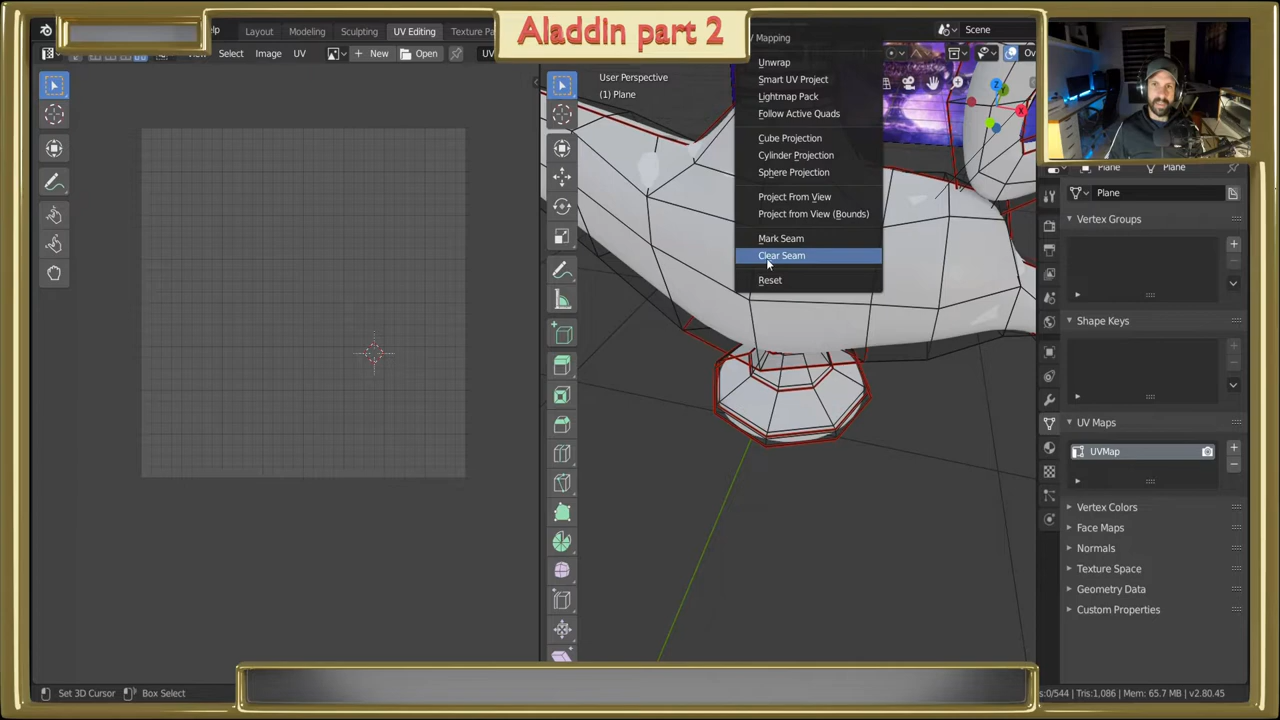 Aladdin part 2
lp
Layout
Modeling
Sculpting
UV Editing
Texture Pa
Scene
Select
Image
UV
New
Open
UV
Mapping
Unwrap
Smart UV Project
Lightmap Pack
Follow Active Quads
Cube Projection
Cylinder Projection
Sphere Projection
Project From View
Project from View (Bounds)
Mark Seam
Clear Seam
Reset
User Perspective
(1) Plane
Ov
X
Plane
Plane
Plane
Vertex Groups
Shape Keys
UV Maps
UVMap
Vertex Colors
Face Maps
Normals
Texture Space
Geometry Data
Custom Properties
Set 3D Cursor
Box Select
:0/544 | Tris:1,086 | Mem: 65.7 MB | v2.80.45